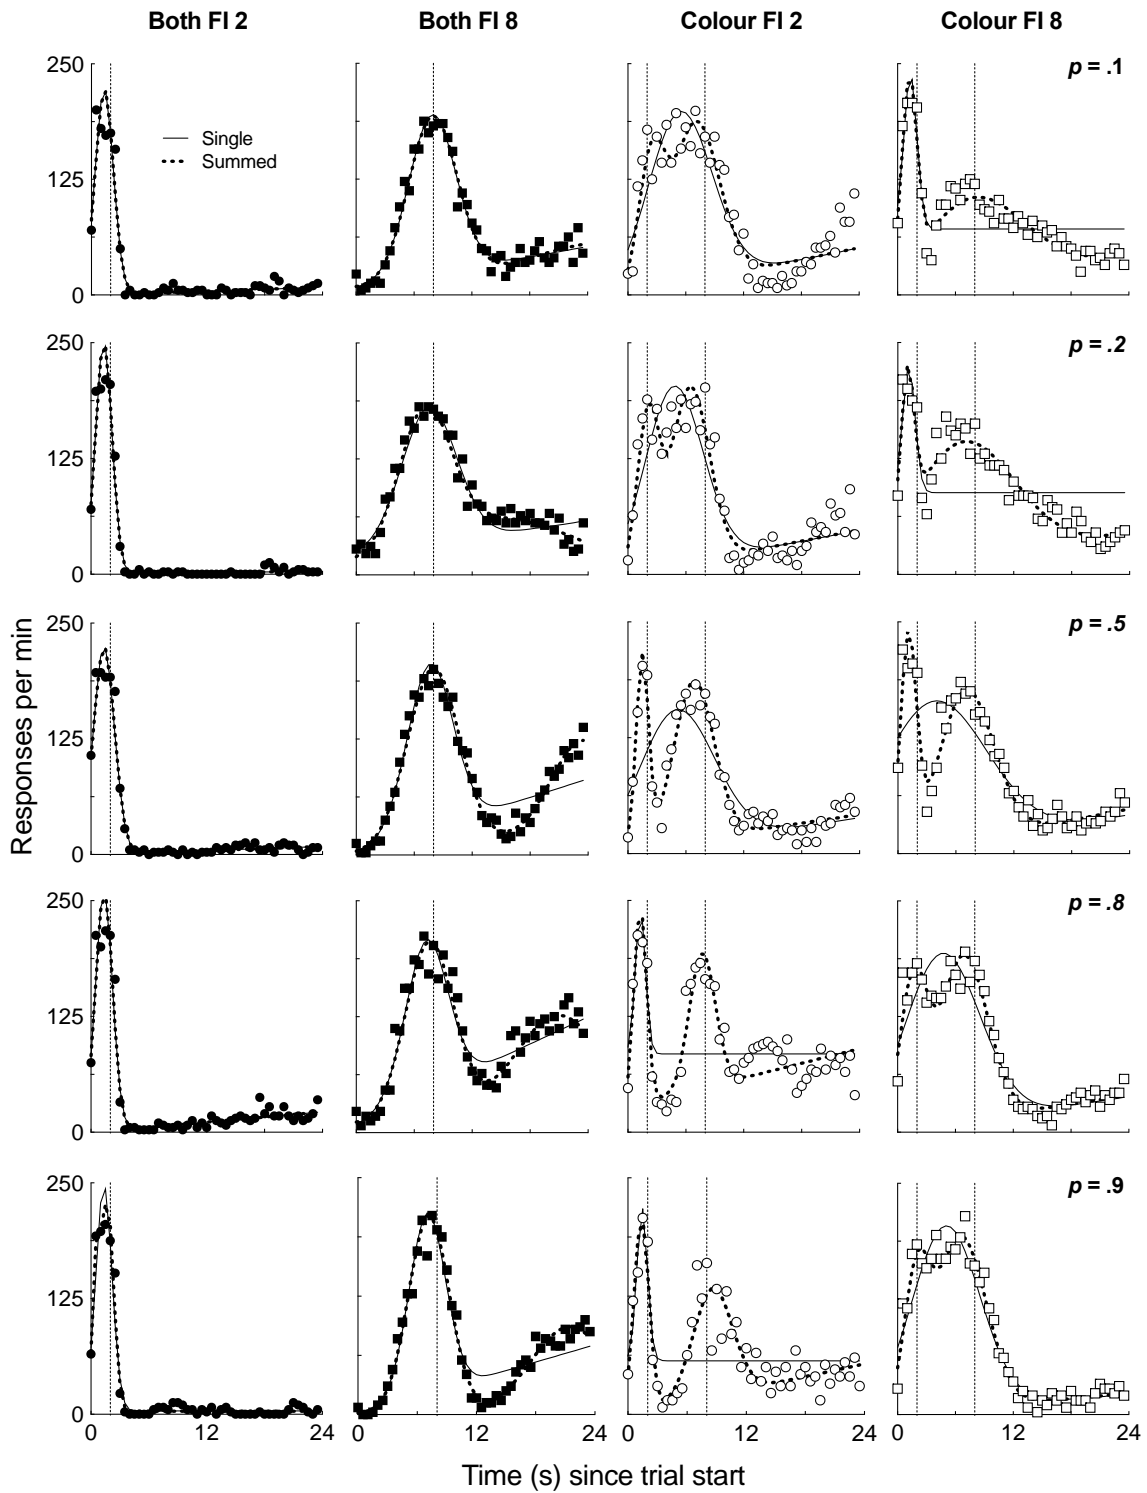 Both FI 2 Both FI 8 Colour FI 2 Colour FI 8
250 p = .1
Single
Summed
125
0
250 p = .2
125
0
250 p = .5
Responses per min
125
0
250 p = .8
125
0
250 p = .9
125
0
0 12 24 0 12 24 0 12 24 0 12 24
Time (s) since trial start